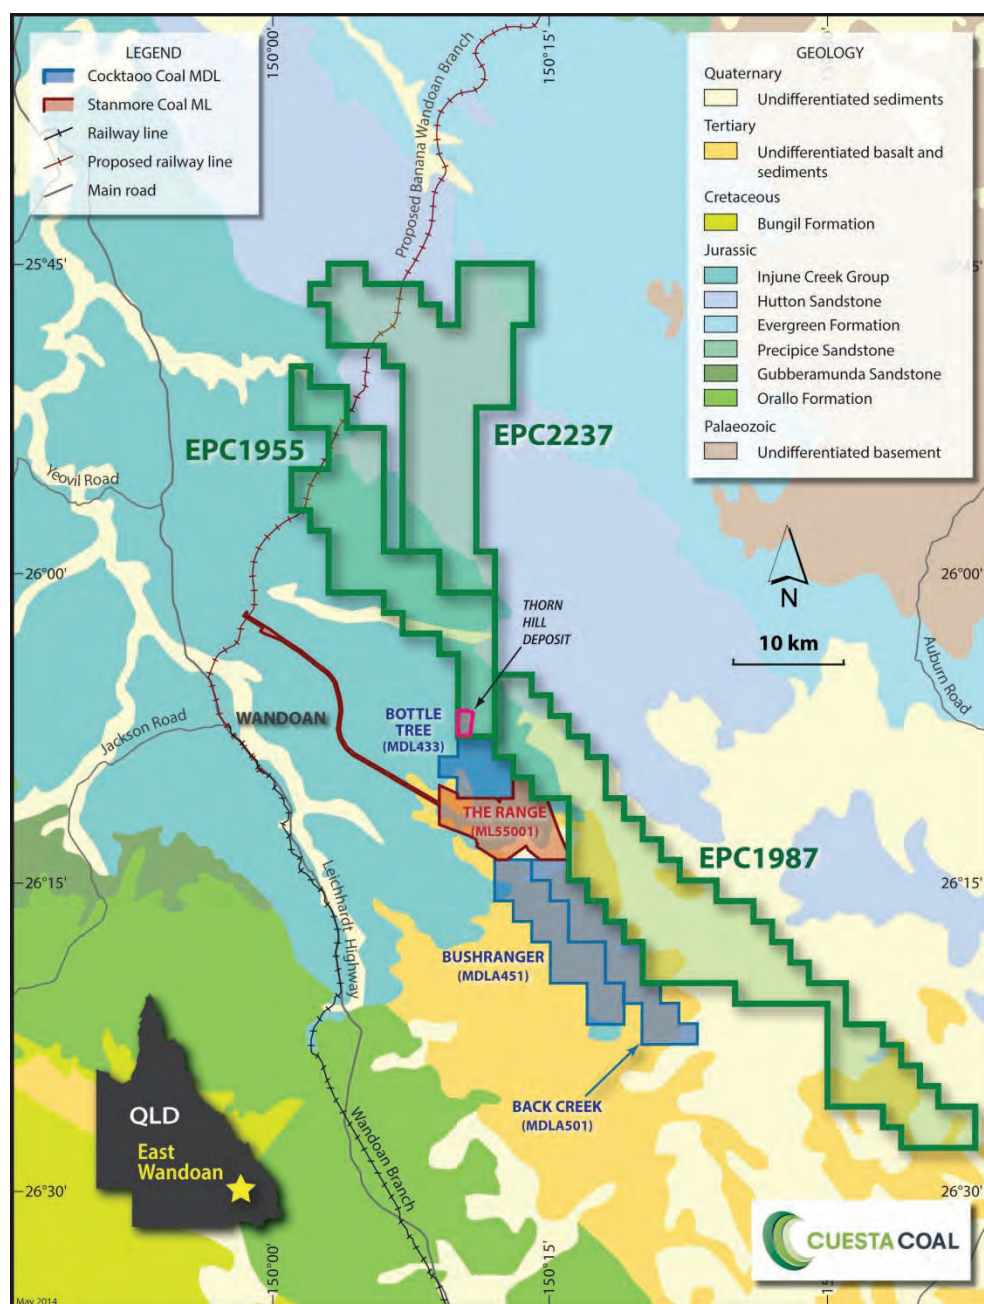 LEGEND
Cocktaoo Coal MDL
Stanmore Coal ML
Railway line
Proposed railway line
Main road
150°00'
150°15'
Proposed Banana Wandoan Branch
GEOLOGY
Quaternary
Undifferentiated sediments
Tertiary
Undifferentiated basalt and
sediments
Cretaceous
Bungil Formation
Jurassic
Injune Creek Group
Hutton Sandstone
Evergreen Formation
Precipice Sandstone
Gubberamunda Sandstone
Orallo Formation
Palaeozoic
Undifferentiated basement
25°45'
EPC1955
EPC2237
Yeovil Road
26°00'
26°00'
N
10 km
THORN
HILL
DEPOSIT
Auburn Road
WANDOAN
Jackson Road
BOTTLE
TREE
(MDL433)
THE RANGE
(ML55001)
EPC1987
26°15'
26°15'
Leichhardt Highway
BUSHRANGER
(MDLA451)
BACK CREEK
(MDLA501)
QLD
East
Wandoan
Wandoan Branch
26°30'
26°30'
CUESTA COAL
150°00'
150°15'
May 2014